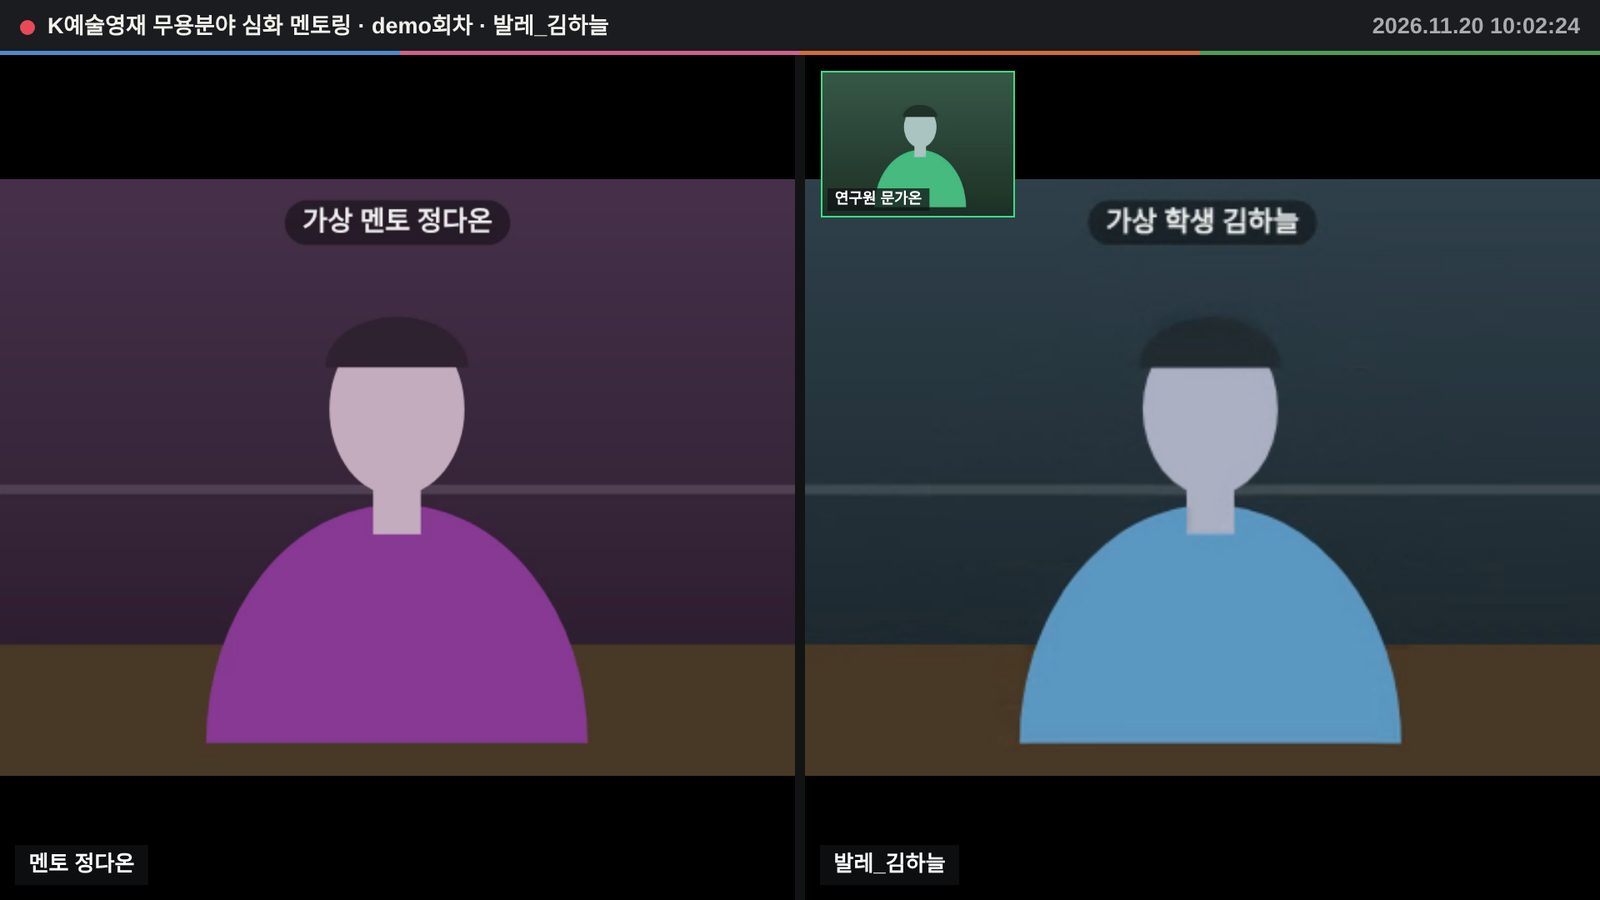 K예술영재 무용분야 심화 멘토링 · demo회차 · 발레_김하늘
2026.11.20 10:02:24
가상 멘토 정다온
연구원 문가온
가상 학생 김하늘
멘토 정다온
발레_김하늘